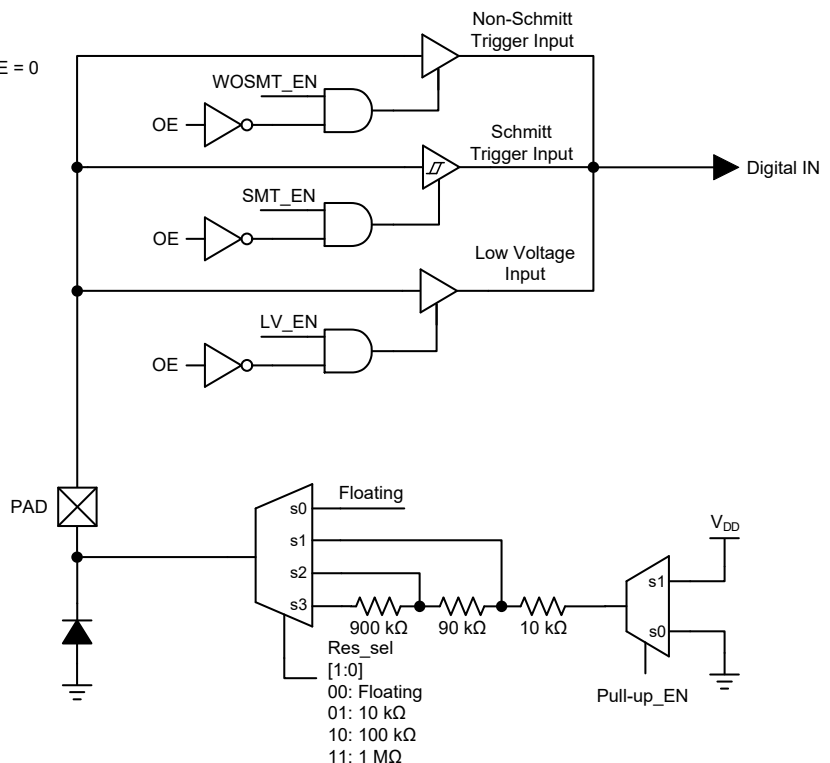 Non-Schmitt
Trigger Input
E = 0
WOSMT_EN
OE
Schmitt
Trigger Input
Digital IN
SMT_EN
OE
Low Voltage
Input
LV_EN
OE
PAD
Floating
s0
s1
s2
s3
900 kΩ
90 kΩ
10 kΩ
VDD
s1
s0
Pull-up_EN
Res_sel
[1:0]
00: Floating
01: 10 kΩ
10: 100 kΩ
11: 1 MΩ